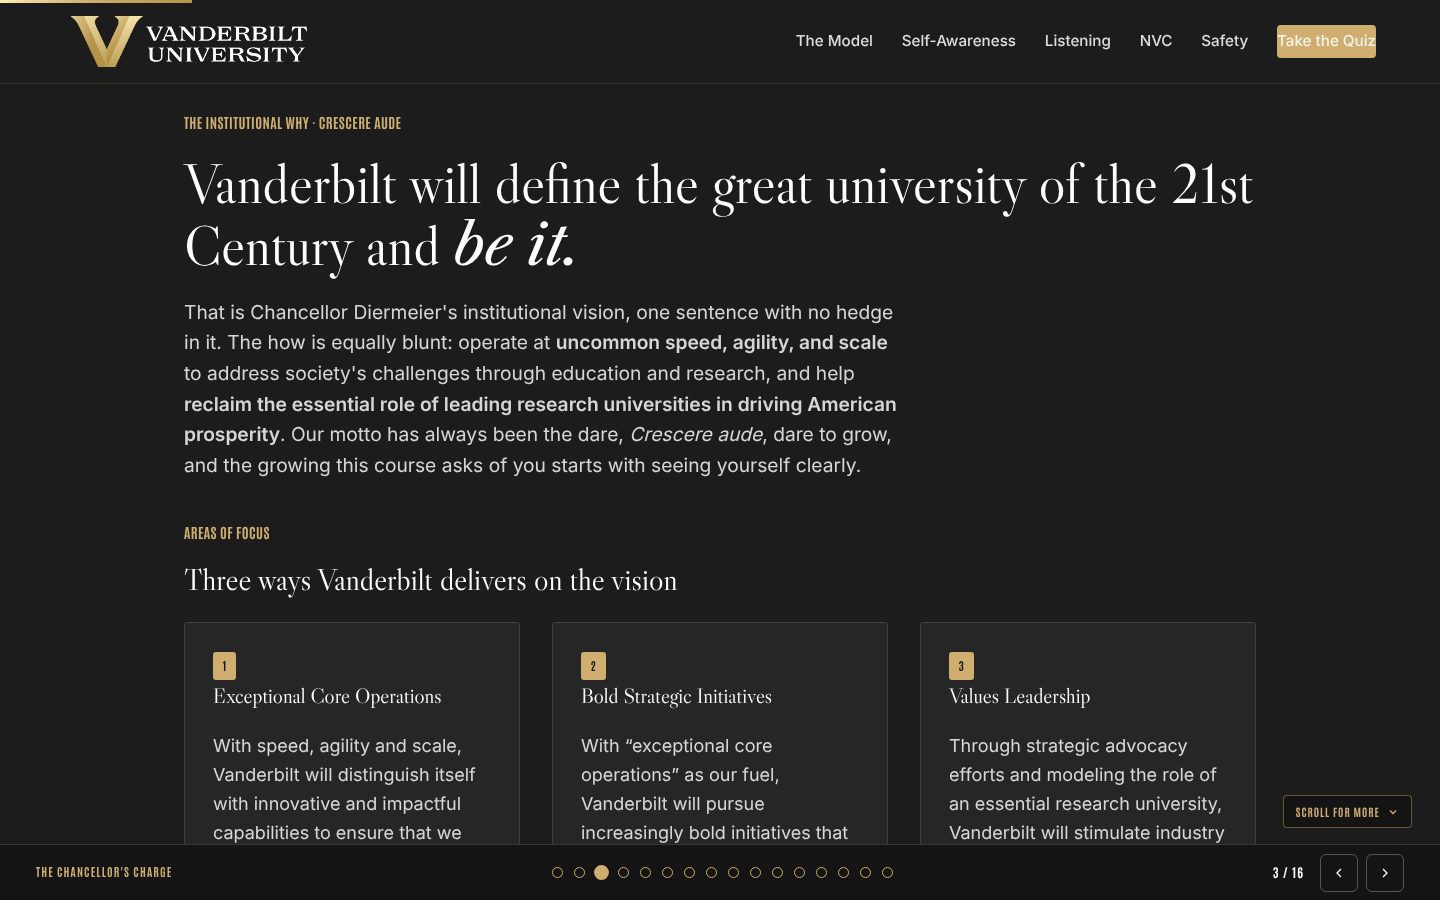 VANDERBILT
UNIVERSITY
The Model
Self-Awareness
Listening
NVC
Safety
Take the Quiz
THE INSTITUTIONAL WHY · CRESCERE AUDE
Vanderbilt will define the great university of the 21st
Century and be it.
That is Chancellor Diermeier's institutional vision, one sentence with no hedge
in it. The how is equally blunt: operate at uncommon speed, agility, and scale
to address society's challenges through education and research, and help
reclaim the essential role of leading research universities in driving American
prosperity. Our motto has always been the dare, Crescere aude, dare to grow,
and the growing this course asks of you starts with seeing yourself clearly.
AREAS OF FOCUS
Three ways Vanderbilt delivers on the vision
1
Exceptional Core Operations
With speed, agility and scale,
Vanderbilt will distinguish itself
with innovative and impactful
capabilities to ensure that we
2
Bold Strategic Initiatives
With “exceptional core
operations” as our fuel,
Vanderbilt will pursue
increasingly bold initiatives that
3
Values Leadership
Through strategic advocacy
efforts and modeling the role of
an essential research university,
Vanderbilt will stimulate industry
SCROLL FOR MORE
THE CHANCELLOR'S CHARGE
3 / 16